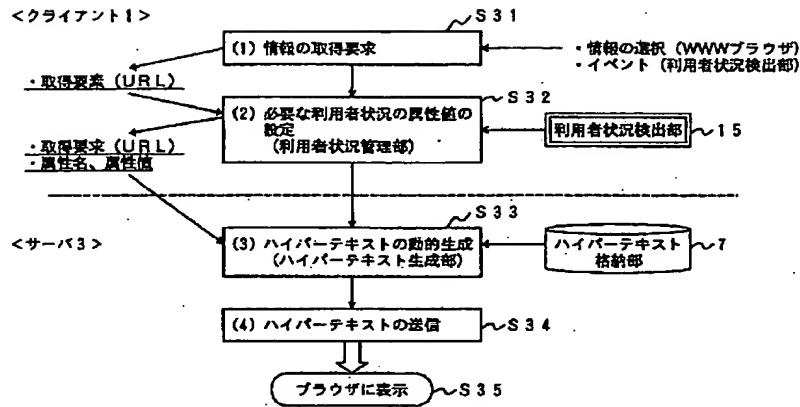 <クライアント1>
S31
(1) 情報の取得要求
・情報の選択（WWWブラウザ）
・イベント（利用者状況検出部）
・取得要素（URL）
S32
(2) 必要な利用者状況の属性値の
設定
（利用者状況管理部）
利用者状況検出部
15
・取得要求（URL）
・属性名、属性値
S33
<サーバ3>
(3) ハイパーテキストの動的生成
（ハイパーテキスト生成部）
ハイパーテキスト
格納部
7
(4) ハイパーテキストの送信
S34
ブラウザに表示
S35